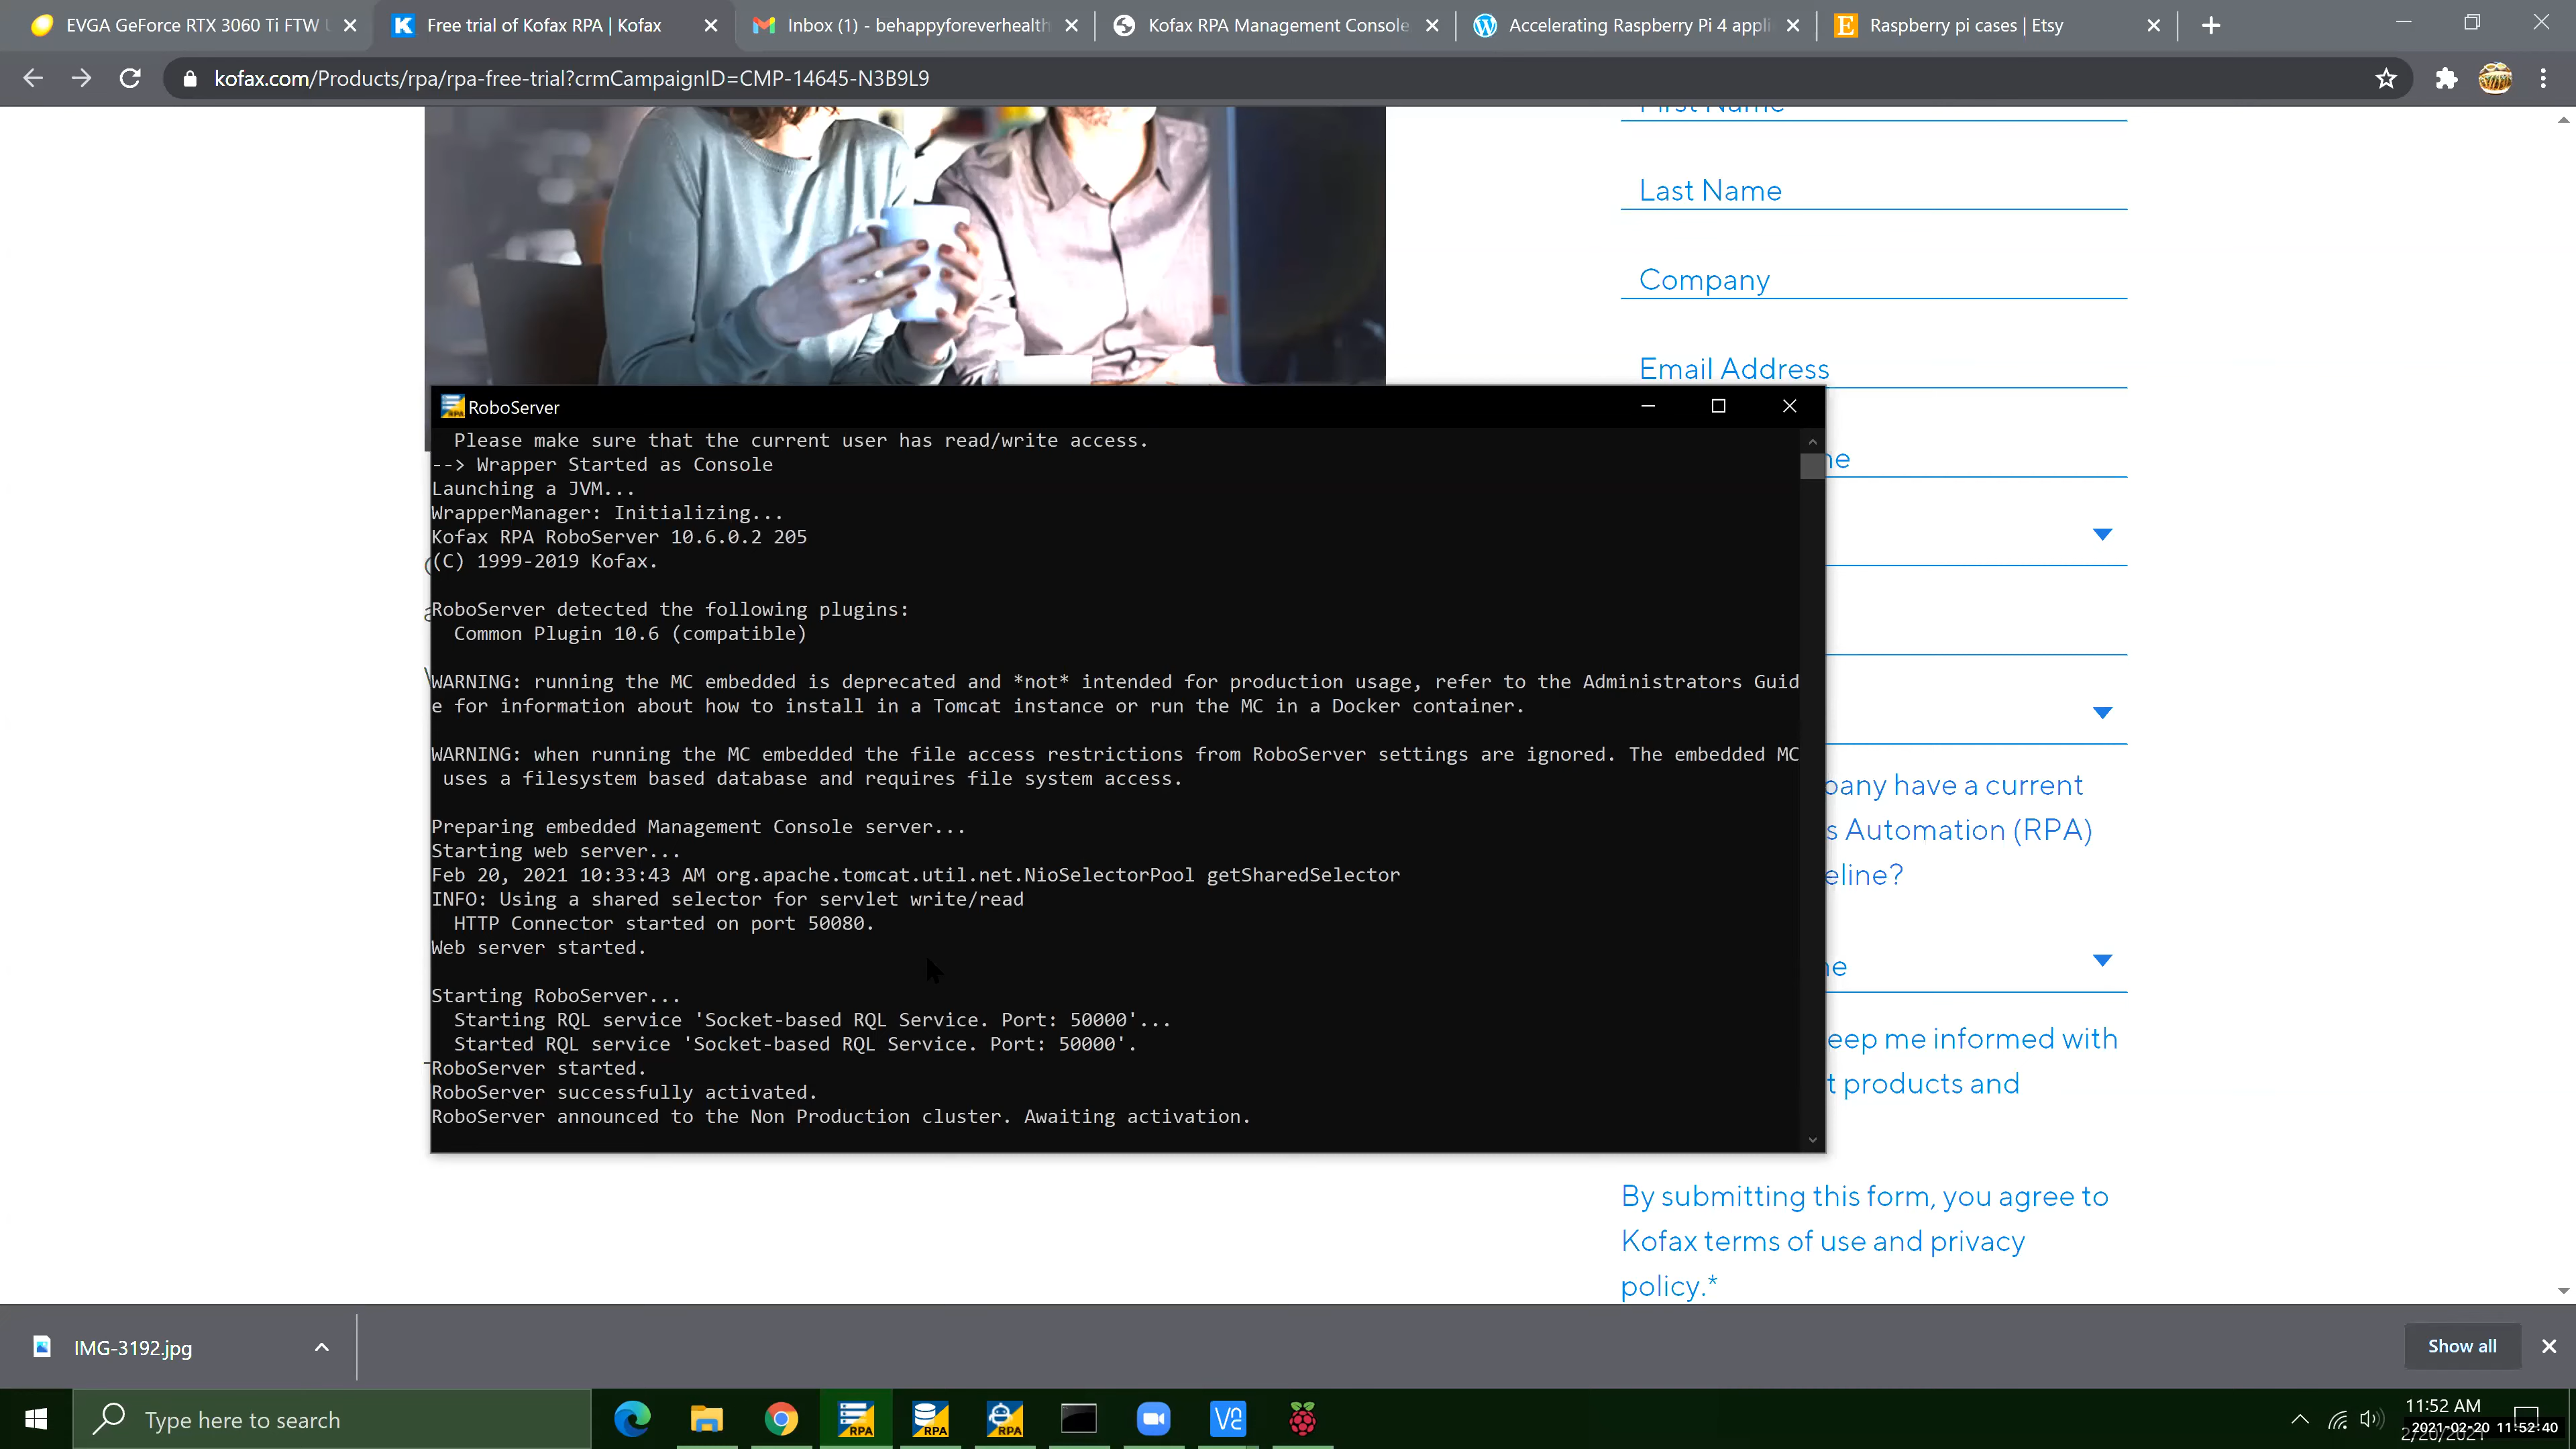 EVGA GeForce RTX 3060 Ti FTW
Free trial of Kofax RPA | Kofax
Inbox (1) - behappyforeverhealth
Kofax RPA Management Console
Accelerating Raspberry Pi 4 appli
Raspberry pi cases | Etsy
kofax.com/Products/rpa/rpa-free-trial?crmCampaignID=CMP-14645-N3B9L9
First Name
Last Name
Company
Email Address
RoboServer
Please make sure that the current user has read/write access.
--> Wrapper Started as Console
Launching a JVM...
WrapperManager: Initializing...
Kofax RPA RoboServer 10.6.0.2 205
(C) 1999-2019 Kofax.
RoboServer detected the following plugins:
Common Plugin 10.6 (compatible)
WARNING: running the MC embedded is deprecated and *not* intended for production usage, refer to the Administrators Guid
e for information about how to install in a Tomcat instance or run the MC in a Docker container.
WARNING: when running the MC embedded the file access restrictions from RoboServer settings are ignored. The embedded MC
uses a filesystem based database and requires file system access.
Preparing embedded Management Console server...
Starting web server...
Feb 20, 2021 10:33:43 AM org.apache.tomcat.util.net.NioSelectorPool getSharedSelector
INFO: Using a shared selector for servlet write/read
HTTP Connector started on port 50080.
Web server started.
Starting RoboServer...
Starting RQL service 'Socket-based RQL Service. Port: 50000'...
Started RQL service 'Socket-based RQL Service. Port: 50000'.
RoboServer started.
RoboServer successfully activated.
RoboServer announced to the Non Production cluster. Awaiting activation.
ne
pany have a current
s Automation (RPA)
eline?
ne
eep me informed with
t products and
By submitting this form, you agree to
Kofax terms of use and privacy
policy.*
IMG-3192.jpg
Show all
Type here to search
RPA
RPA
RPA
11:52 AM
2021-02-20 11:52:40